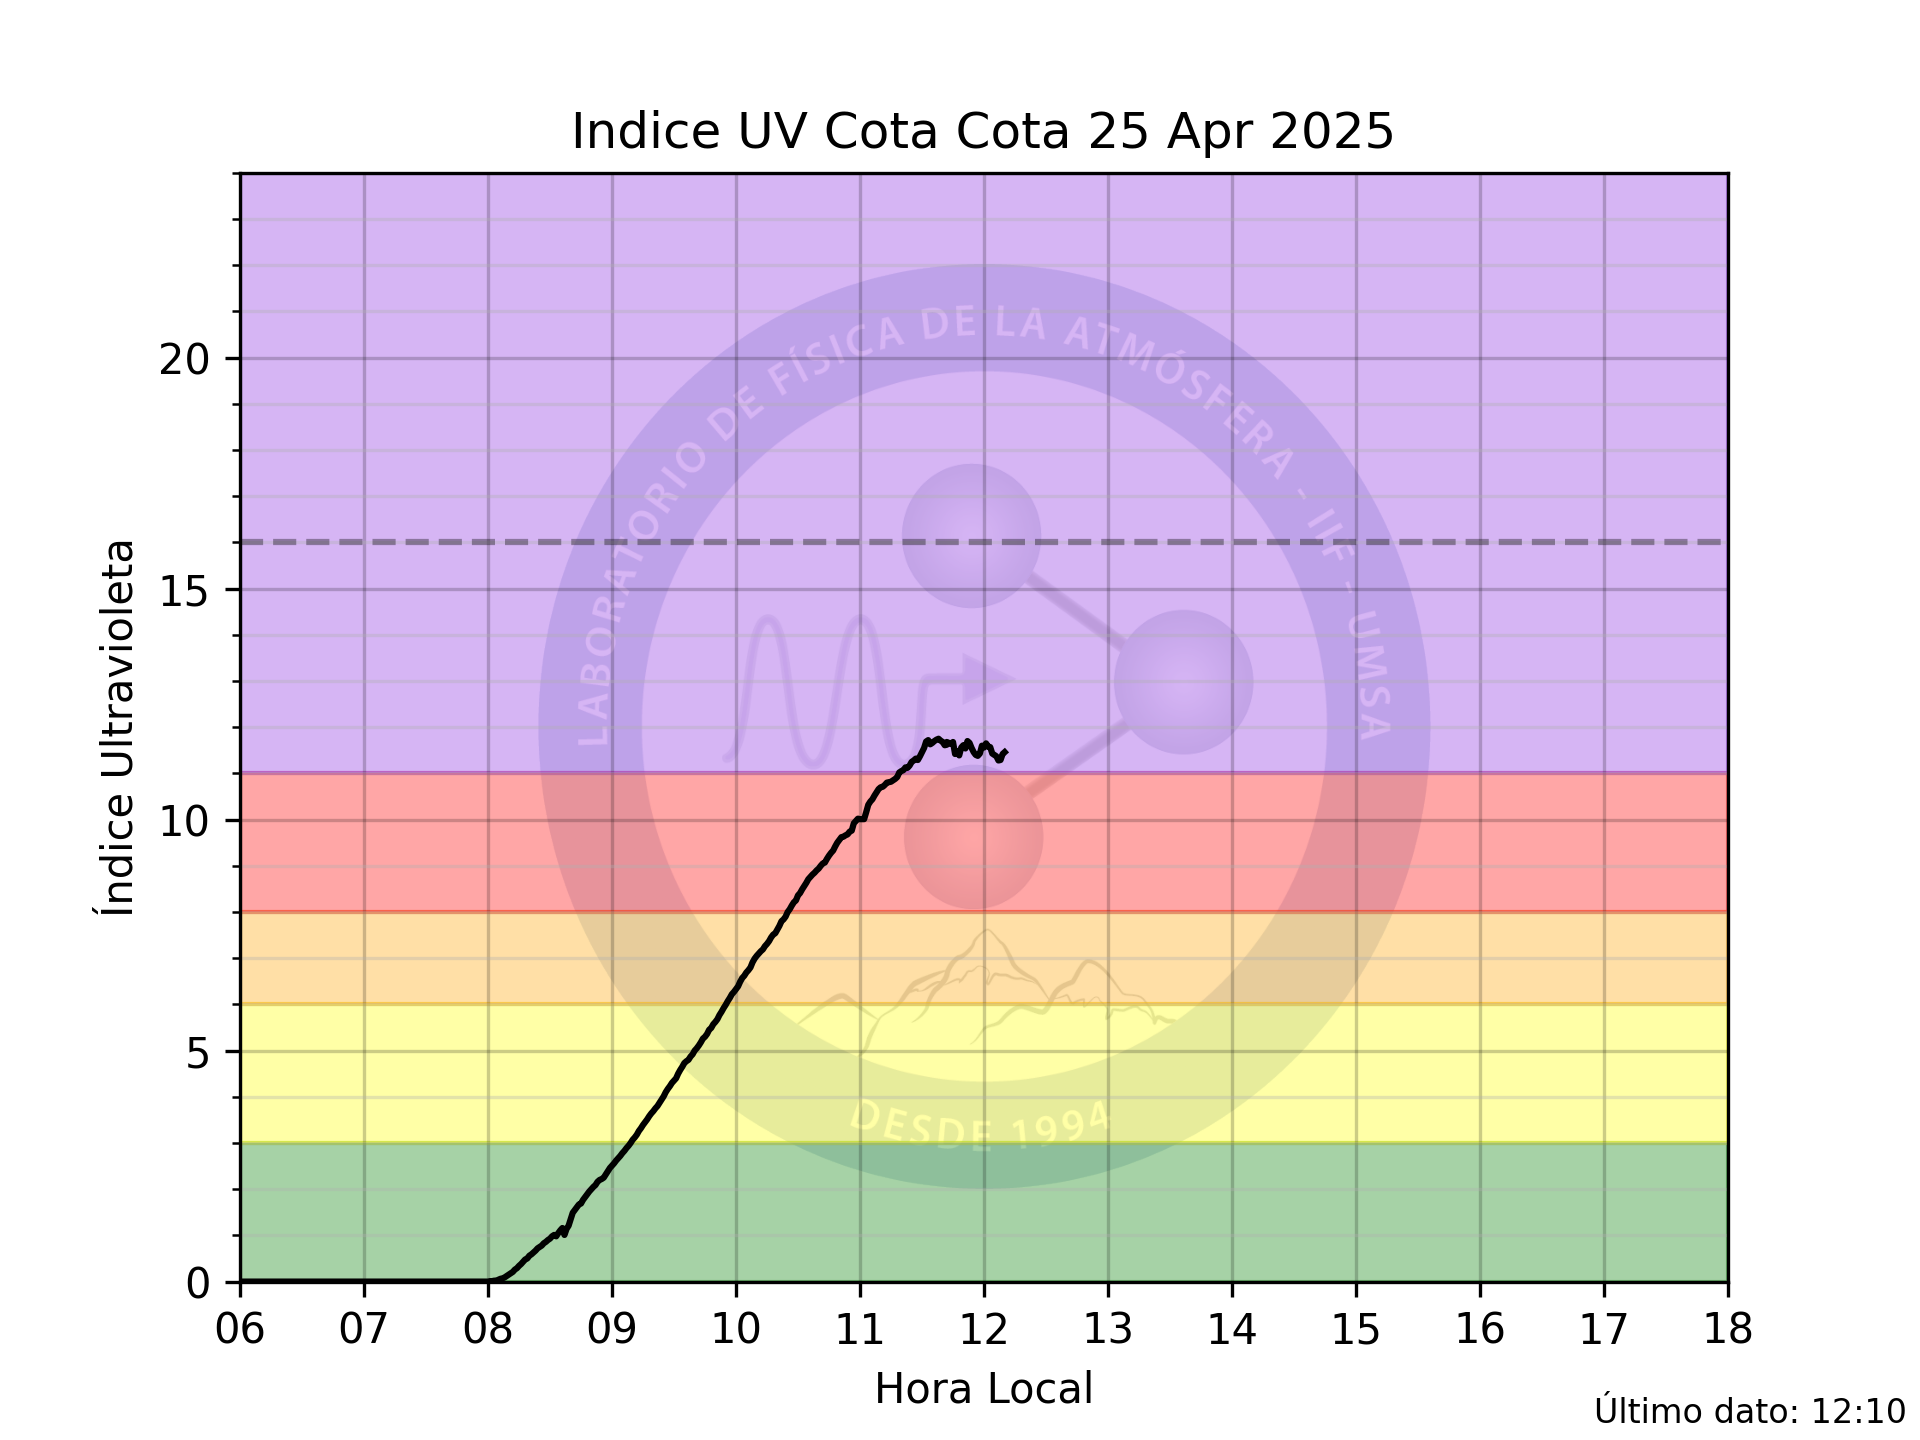 Indice UV Cota Cota 25 Apr 2025
LABORATORIO DE FÍSICA DE LA ATMÓSFERA - IIF - UMSA
DESDE 1994
Índice Ultravioleta
20
15
10
5
0
06 07 08 09 10 11 12 13 14 15 16 17 18
Hora Local
Último dato: 12:10